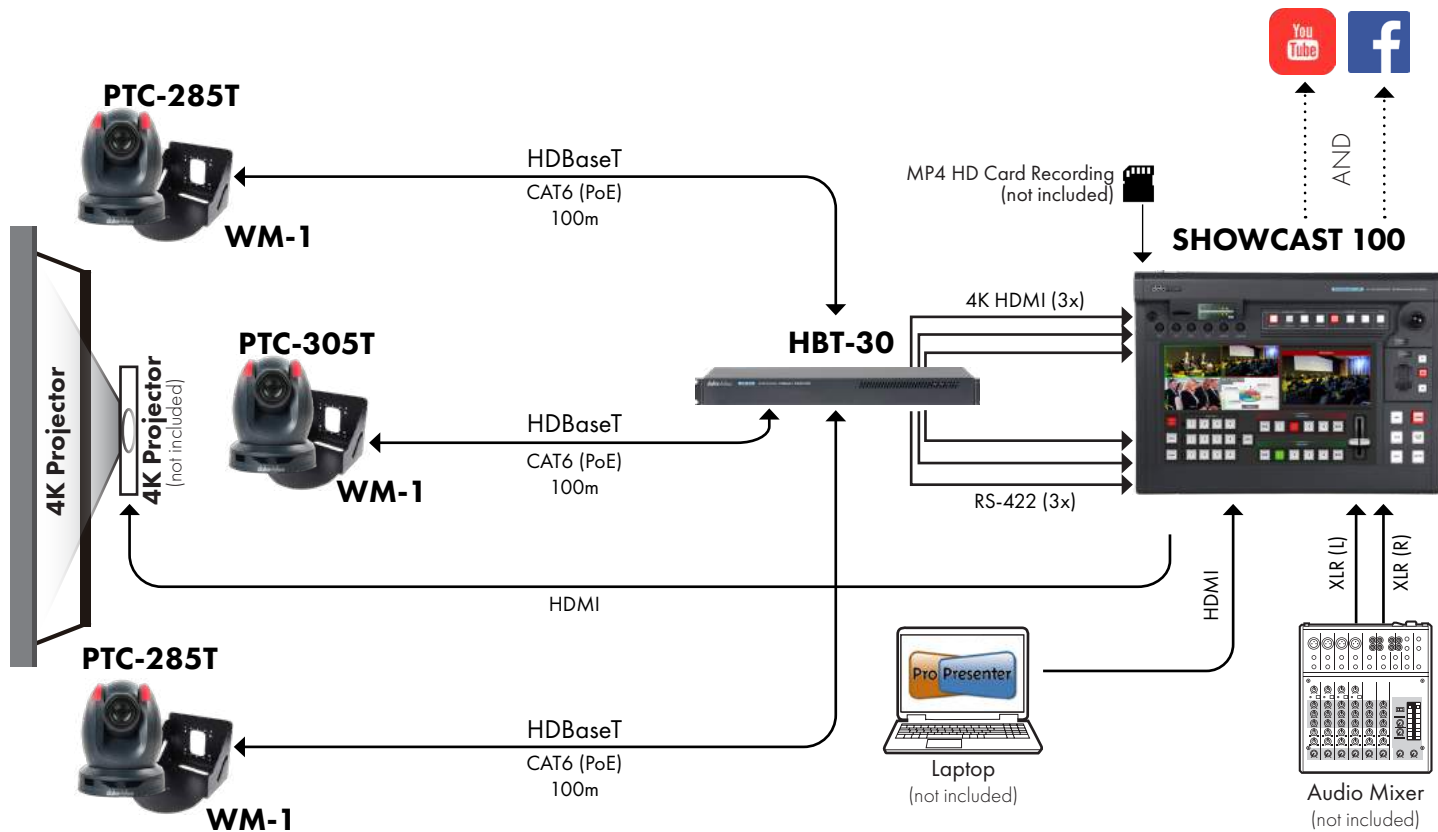 You
Tube
f
AND
PTC-285T
WM-1
HDBaseT
CAT6 (PoE)
100m
MP4 HD Card Recording
(not included)
SHOWCAST 100
4K HDMI (3x)
HBT-30
PTC-305T
WM-1
HDBaseT
CAT6 (PoE)
100m
RS-422 (3x)
4K Projector
4K Projector
(not included)
HDMI
HDMI
XLR (L)
XLR (R)
PTC-285T
WM-1
HDBaseT
CAT6 (PoE)
100m
Pro Presenter
Laptop
(not included)
Audio Mixer
(not included)